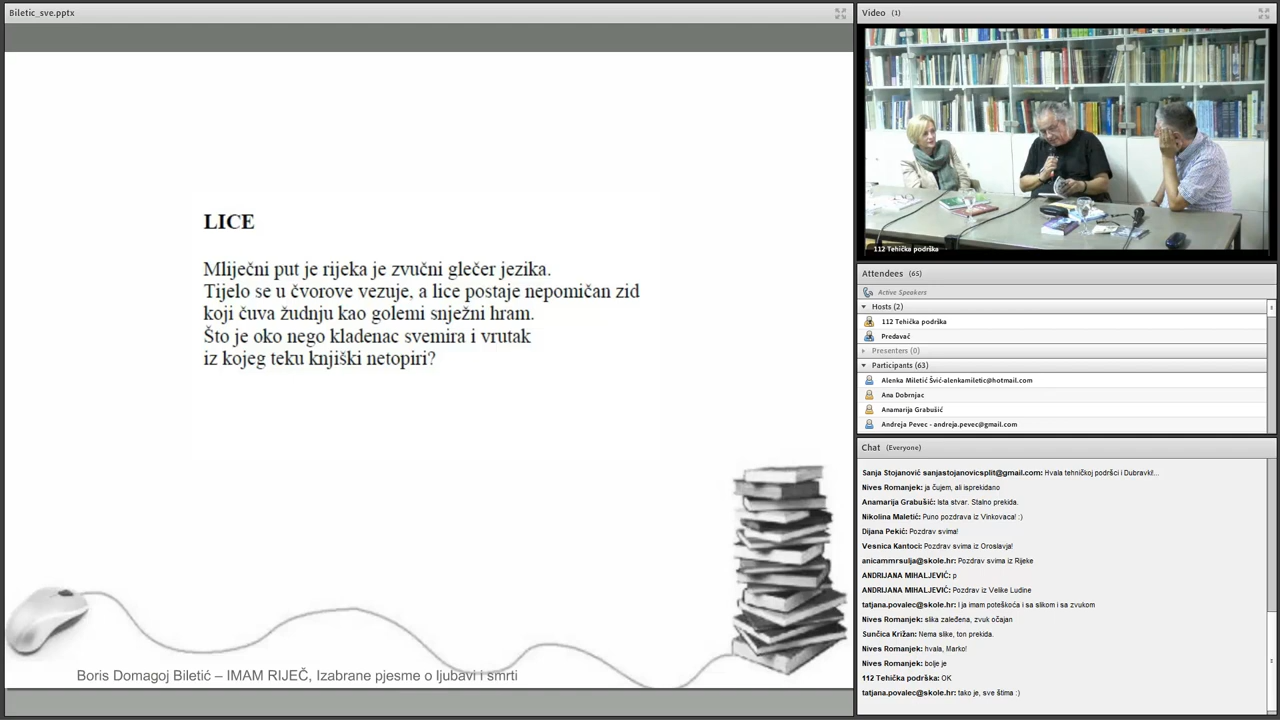 Biletic_sve.pptx
LICE
Mliječni put je rijeka je zvučni glečer jezika.
Tijelo se u čvorove vezuje, a lice postaje nepomičan zid
koji čuva žudnju kao golemi snježni hram.
Što je oko nego kladenac svemira i vrutak
iz kojeg teku knjiški netopiri?
Boris Domagoj Biletić – IMAM RIJEČ, Izabrane pjesme o ljubavi i smrti
Video (1)
112 Tehička podrška
Attendees (65)
Active Speakers
Hosts (2)
112 Tehička podrška
Predavač
Presenters (0)
Participants (63)
Alenka Miletić Švić-alenkamiletic@hotmail.com
Ana Dobrnjac
Anamarija Grabušić
Andreja Pevec - andreja.pevec@gmail.com
Chat (Everyone)
Sanja Stojanović sanjastojanovicsplit@gmail.com: Hvala tehničkoj podršci i Dubravki!...
Nives Romanjek: ja čujem, ali isprekidano
Anamarija Grabušić: Ista stvar. Stalno prekida.
Nikolina Maletić: Puno pozdrava iz Vinkovaca! :)
Dijana Pekić: Pozdrav svima!
Vesnica Kantoci: Pozdrav svima iz Oroslavja!
anicammrsulja@skole.hr: Pozdrav svima iz Rijeke
ANDRIJANA MIHALJEVIĆ: p
ANDRIJANA MIHALJEVIĆ: Pozdrav iz Velike Ludine
tatjana.povalec@skole.hr: I ja imam poteškoća i sa slikom i sa zvukom
Nives Romanjek: slika zaleđena, zvuk očajan
Sunčica Križan: Nema slike, ton prekida.
Nives Romanjek: hvala, Marko!
Nives Romanjek: bolje je
112 Tehička podrška: OK
tatjana.povalec@skole.hr: tako je, sve štima :)